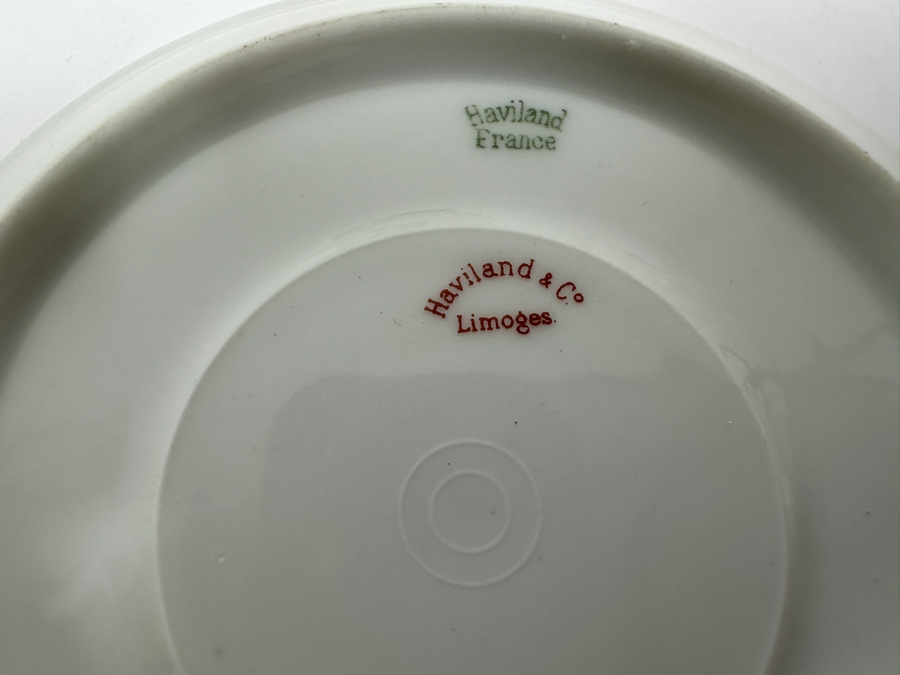 Haviland
France
Haviland & Co
Limoges.